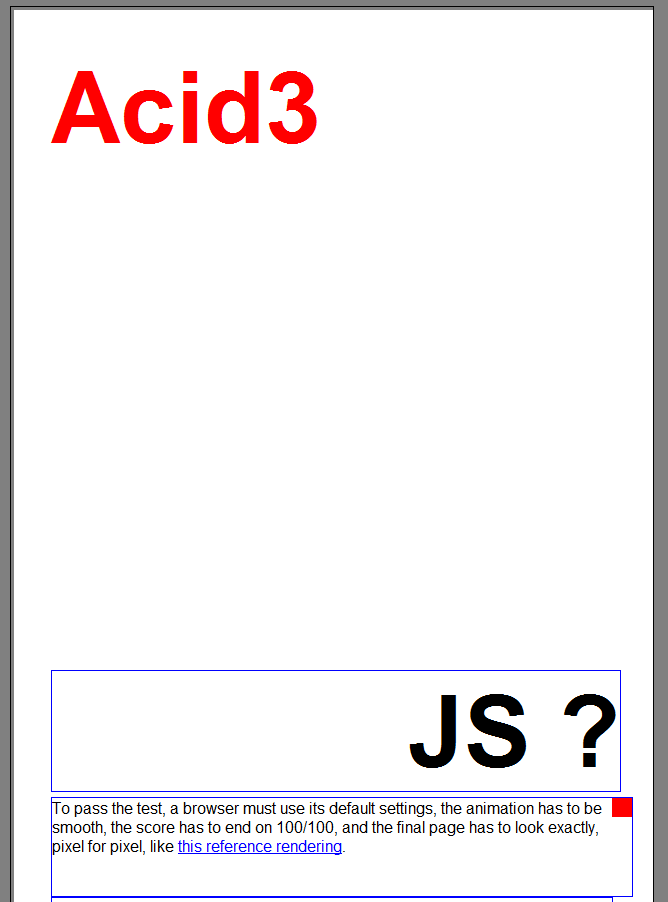 Acid3
JS ?
To pass the test, a browser must use its default settings, the animation has to be
smooth, the score has to end on 100/100, and the final page has to look exactly,
pixel for pixel, like this reference rendering.